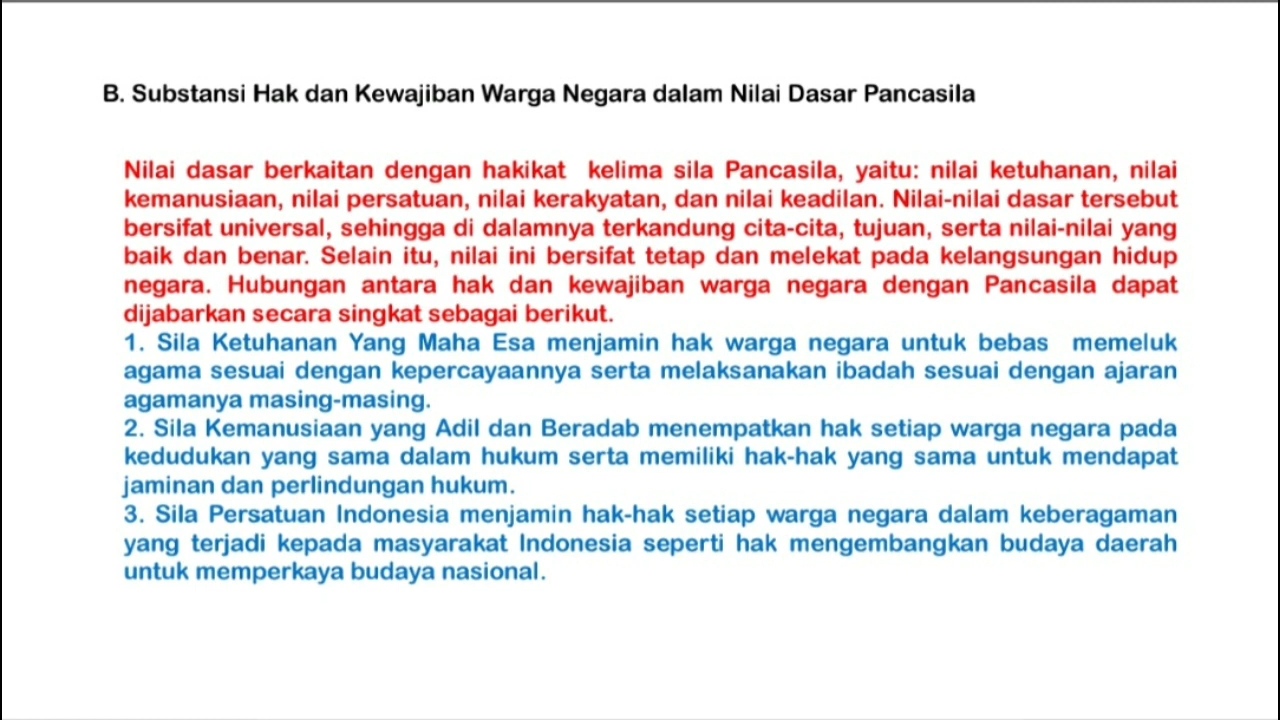 B. Substansi Hak dan Kewajiban Warga Negara dalam Nilai Dasar Pancasila
Nilai dasar berkaitan dengan hakikat kelima sila Pancasila, yaitu: nilai ketuhanan, nilai
kemanusiaan, nilai persatuan, nilai kerakyatan, dan nilai keadilan. Nilai-nilai dasar tersebut
bersifat universal, sehingga di dalamnya terkandung cita-cita, tujuan, serta nilai-nilai yang
baik dan benar. Selain itu, nilai ini bersifat tetap dan melekat pada kelangsungan hidup
negara. Hubungan antara hak dan kewajiban warga negara dengan Pancasila dapat
dijabarkan secara singkat sebagai berikut.
1. Sila Ketuhanan Yang Maha Esa menjamin hak warga negara untuk bebas memeluk
agama sesuai dengan kepercayaannya serta melaksanakan ibadah sesuai dengan ajaran
agamanya masing-masing.
2. Sila Kemanusiaan yang Adil dan Beradab menempatkan hak setiap warga negara pada
kedudukan yang sama dalam hukum serta memiliki hak-hak yang sama untuk mendapat
jaminan dan perlindungan hukum.
3. Sila Persatuan Indonesia menjamin hak-hak setiap warga negara dalam keberagaman
yang terjadi kepada masyarakat Indonesia seperti hak mengembangkan budaya daerah
untuk memperkaya budaya nasional.